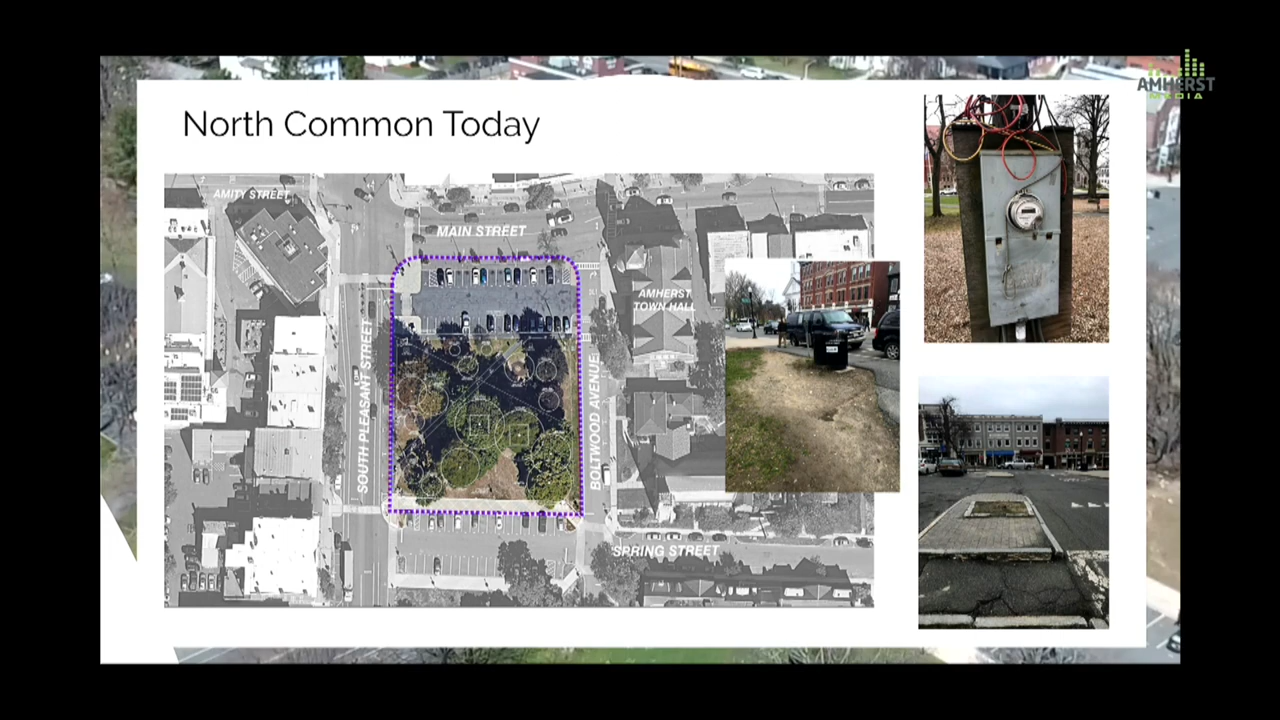 AMHERST
MEDIA
North Common Today
AMITY STREET
MAIN STREET
AMHERST
TOWN HALL
SOUTH PLEASANT STREET
BOLTWOOD AVENUE
SPRING STREET